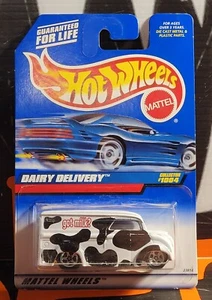 GUARANTEED
FOR LIFE
FOR AGES
OVER 3 YEARS
DIE CAST METAL &
PLASTIC PARTS.
Hot Wheels
MATTEL
DAIRY DELIVERY™
COLLECTOR
#1004
got milk?
MATTEL WHEELS